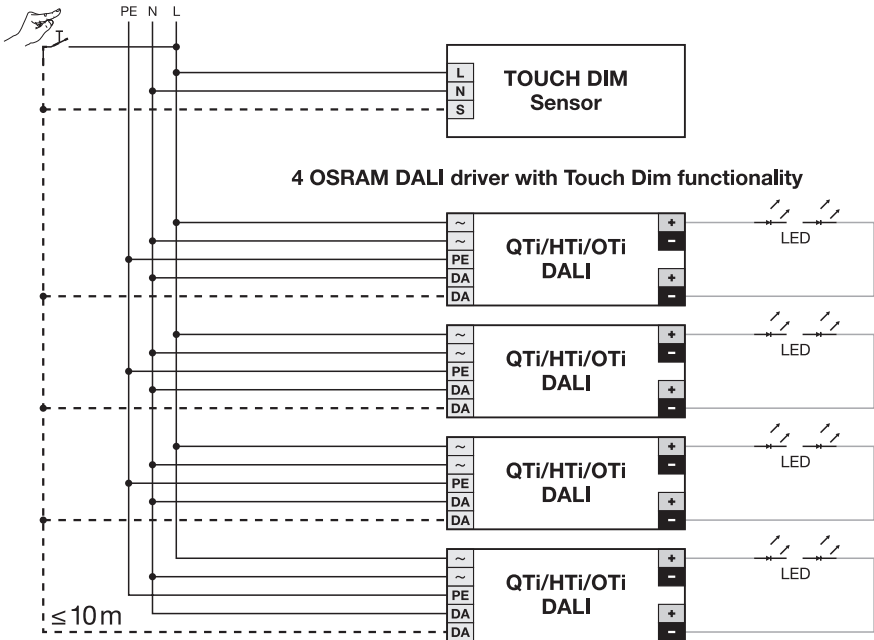 PE N L
L
N
S
TOUCH DIM
Sensor
4 OSRAM DALI driver with Touch Dim functionality
~
~
PE
DA
DA
QTi/HTi/OTi
DALI
+
-
+
-
LED
~
~
PE
DA
DA
QTi/HTi/OTi
DALI
+
-
+
-
LED
~
~
PE
DA
DA
QTi/HTi/OTi
DALI
+
-
+
-
LED
~
~
PE
DA
DA
QTi/HTi/OTi
DALI
+
-
+
-
LED
≤10m